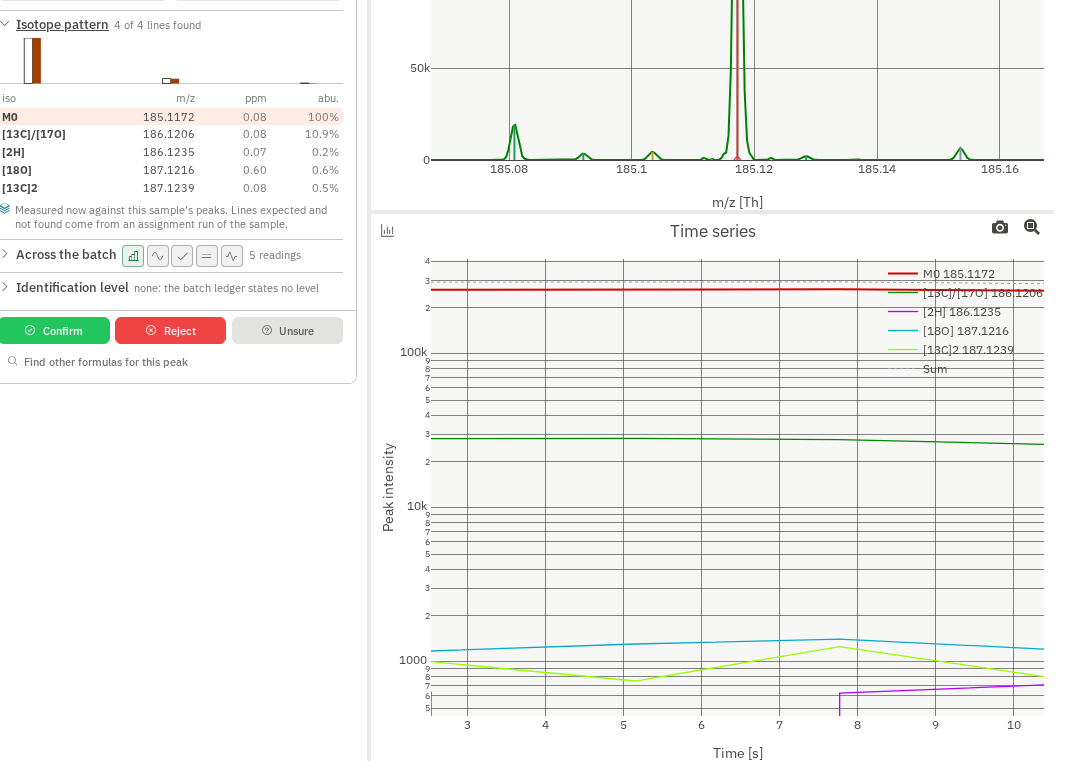 Isotope pattern 4 of 4 lines found
iso m/z ppm abu.
M0 185.1172 0.08 100%
[13C]/[17O] 186.1206 0.08 10.9%
[2H] 186.1235 0.07 0.2%
[18O] 187.1216 0.60 0.6%
[13C]2 187.1239 0.08 0.5%
Measured now against this sample's peaks. Lines expected and
not found come from an assignment run of the sample.
Across the batch 5 readings
Identification level none: the batch ledger states no level
Confirm Reject Unsure
Find other formulas for this peak
50k
0
185.08 185.1 185.12 185.14 185.16
m/z [Th]
Time series
M0 185.1172
[13C]/[17O] 186.1206
[2H] 186.1235
[18O] 187.1216
[13C]2 187.1239
Sum
4
3
2
100k
9
8
7
6
5
4
3
2
10k
9
8
7
6
5
4
3
2
1000
9
8
7
6
5
Peak intensity
3 4 5 6 7 8 9 10
Time [s]